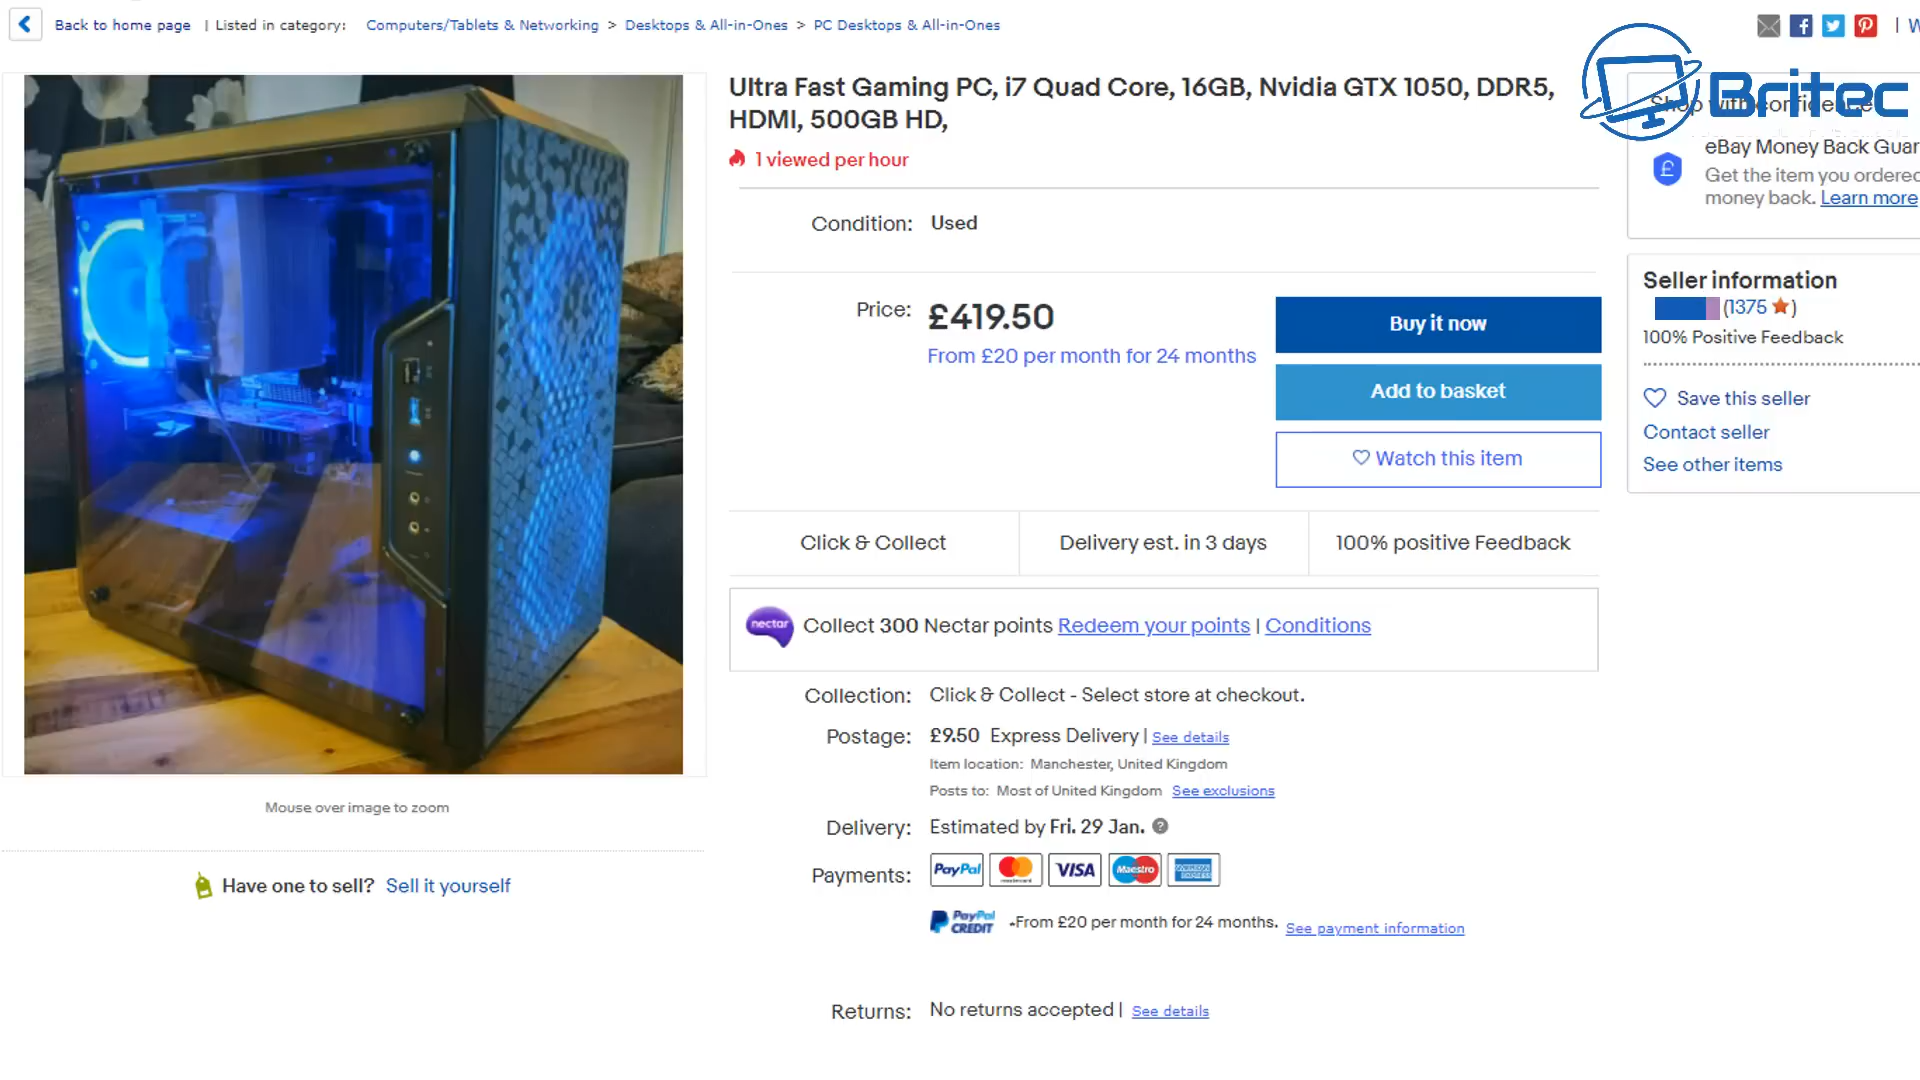 Back to home page | Listed in category: Computers/Tablets & Networking > Desktops & All-in-Ones > PC Desktops & All-in-Ones
Britec
Ultra Fast Gaming PC, i7 Quad Core, 16GB, Nvidia GTX 1050, DDR5,
HDMI, 500GB HD,
1 viewed per hour
Condition: Used
Price: £419.50
From £20 per month for 24 months
Buy it now
Add to basket
Watch this item
Click & Collect
Delivery est. in 3 days
100% positive Feedback
nectar
Collect 300 Nectar points Redeem your points | Conditions
Collection: Click & Collect - Select store at checkout.
Postage: £9.50 Express Delivery | See details
Item location: Manchester, United Kingdom
Posts to: Most of United Kingdom See exclusions
Delivery: Estimated by Fri. 29 Jan.
Payments: PayPal mastercard VISA Maestro
PayPal CREDIT
From £20 per month for 24 months. See payment information
Returns: No returns accepted | See details
Mouse over image to zoom
Have one to sell? Sell it yourself
Shop with confidence
eBay Money Back Guar
Get the item you ordered
money back. Learn more
Seller information
(1375)
100% Positive Feedback
Save this seller
Contact seller
See other items